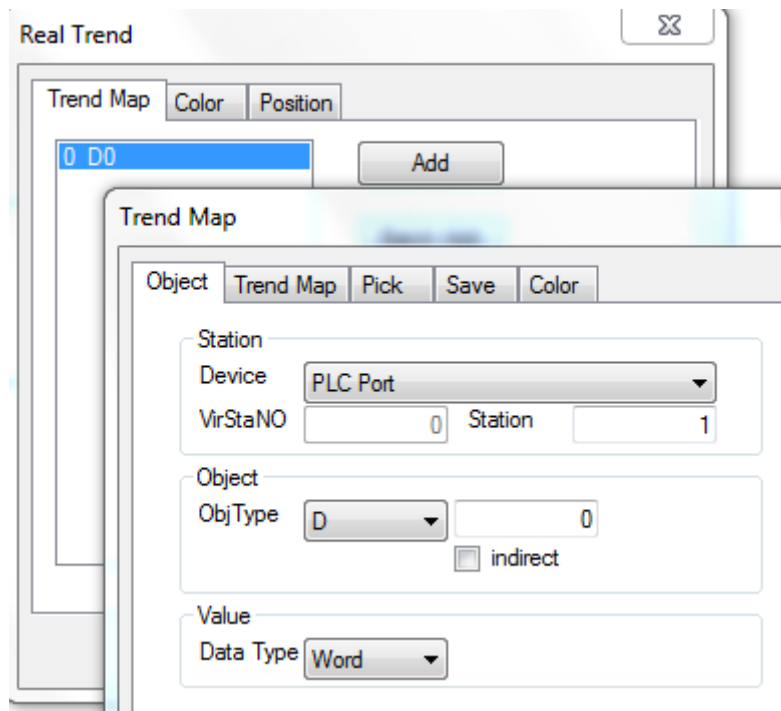 Real Trend
Trend Map Color Position
0 D0
Add
Trend Map
Object Trend Map Pick Save Color
Station
Device PLC Port
VirStaNO 0 Station 1
Object
ObjType D 0
indirect
Value
Data Type Word